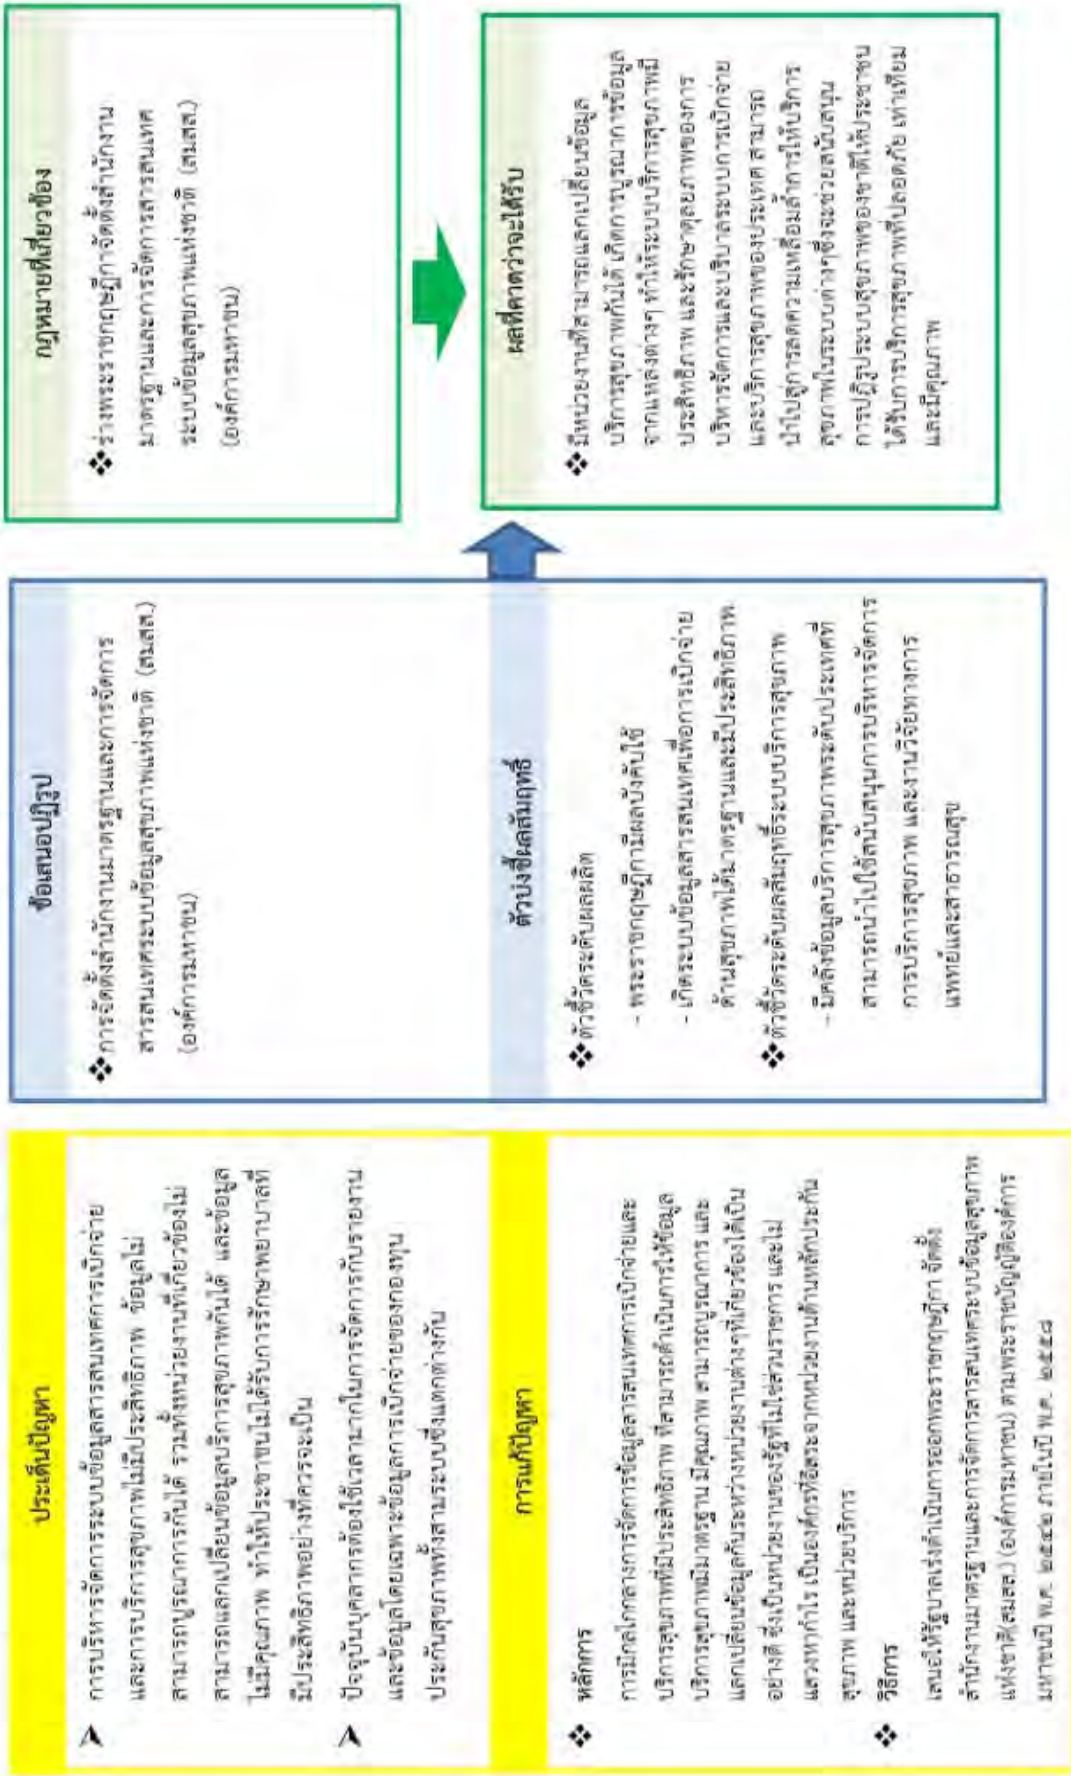 ประเด็นปัญหา
➢ การบริหารจัดการระบบข้อมูลสารสนเทศการเบิกจ่าย
และการบริการสุขภาพไม่มีประสิทธิภาพ ข้อมูลไม่
สามารถบูรณาการกันได้ รวมทั้งหน่วยงานที่เกี่ยวข้องไม่
สามารถแลกเปลี่ยนข้อมูลบริการสุขภาพกันได้ และข้อมูล
ไม่มีคุณภาพ ทำให้ประชาชนไม่ได้รับการรักษาพยาบาลที่
มีประสิทธิภาพอย่างที่ควรจะเป็น
➢ ปัจจุบันบุคลากรต้องใช้เวลามากในการจัดการกับรายงาน
และข้อมูลโดยเฉพาะข้อมูลการเบิกจ่ายของกองทุน
ประกันสุขภาพทั้งสามระบบซึ่งแตกต่างกัน
การแก้ปัญหา
❖ หลักการ
การมีกลไกกลางการจัดการข้อมูลสารสนเทศการเบิกจ่ายและ
บริการสุขภาพที่มีประสิทธิภาพ ที่สามารถดำเนินการให้ข้อมูล
บริการสุขภาพมีมาตรฐาน มีคุณภาพ สามารถบูรณาการ และ
แลกเปลี่ยนข้อมูลกันระหว่างหน่วยงานต่างๆที่เกี่ยวข้องได้เป็น
อย่างดี ซึ่งเป็นหน่วยงานของรัฐที่ไม่ใช่ส่วนราชการ และไม่
แสวงหากำไร เป็นองค์กรที่อิสระจากหน่วยงานด้านหลักประกัน
สุขภาพ และหน่วยบริการ
❖ วิธีการ
เสนอให้รัฐบาลเร่งดำเนินการออกพระราชกฤษฎีกา จัดตั้ง
สำนักงานมาตรฐานและการจัดการสารสนเทศระบบข้อมูลสุขภาพ
แห่งชาติ(สมสส.) (องค์การมหาชน) ตามพระราชบัญญัติองค์การ
มหาชนปี พ.ศ. ๒๕๔๒ ภายในปี พ.ศ. ๒๕๕๘
ข้อเสนอปฏิรูป
❖ การจัดตั้งสำนักงานมาตรฐานและการจัดการ
สารสนเทศระบบข้อมูลสุขภาพแห่งชาติ (สมสส.)
(องค์การมหาชน)
ตัวบ่งชี้ผลสัมฤทธิ์
❖ ตัวชี้วัดระดับผลผลิต
- พระราชกฤษฎีกามีผลบังคับใช้
- เกิดระบบข้อมูลสารสนเทศเพื่อการเบิกจ่าย
ด้านสุขภาพได้มาตรฐานและมีประสิทธิภาพ
❖ ตัวชี้วัดระดับผลสัมฤทธิ์ระบบบริการสุขภาพ
- มีคลังข้อมูลบริการสุขภาพระดับประเทศที่
สามารถนำไปใช้สนับสนุนการบริหารจัดการ
การบริการสุขภาพ และงานวิจัยทางการ
แพทย์และสาธารณสุข
กฎหมายที่เกี่ยวข้อง
❖ ร่างพระราชกฤษฎีกาจัดตั้งสำนักงาน
มาตรฐานและการจัดการสารสนเทศ
ระบบข้อมูลสุขภาพแห่งชาติ (สมสส.)
(องค์การมหาชน)
ผลที่คาดว่าจะได้รับ
❖ มีหน่วยงานที่สามารถแลกเปลี่ยนข้อมูล
บริการสุขภาพกันได้ เกิดการบูรณาการข้อมูล
จากแหล่งต่างๆ ทำให้ระบบบริการสุขภาพมี
ประสิทธิภาพ และรักษาดุลยภาพของการ
บริหารจัดการและบริบาลระบบการเบิกจ่าย
และบริการสุขภาพของประเทศ สามารถ
นำไปสู่การลดความเหลื่อมล้ำการให้บริการ
สุขภาพในระบบต่างๆซึ่งจะช่วยสนับสนุน
การปฏิรูประบบสุขภาพของชาติให้ประชาชน
ได้รับการบริการสุขภาพที่ปลอดภัย เท่าเทียม
และมีคุณภาพ